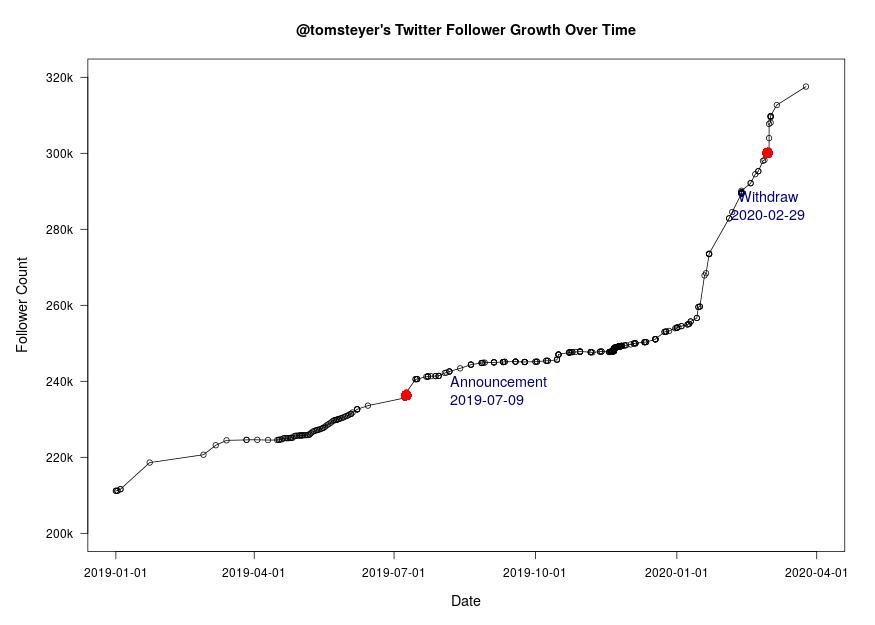 @tomsteyer's Twitter Follower Growth Over Time
320k
300k
280k
260k
240k
220k
200k
Follower Count
Withdraw
2020-02-29
Announcement
2019-07-09
2019-01-01
2019-04-01
2019-07-01
2019-10-01
2020-01-01
2020-04-01
Date